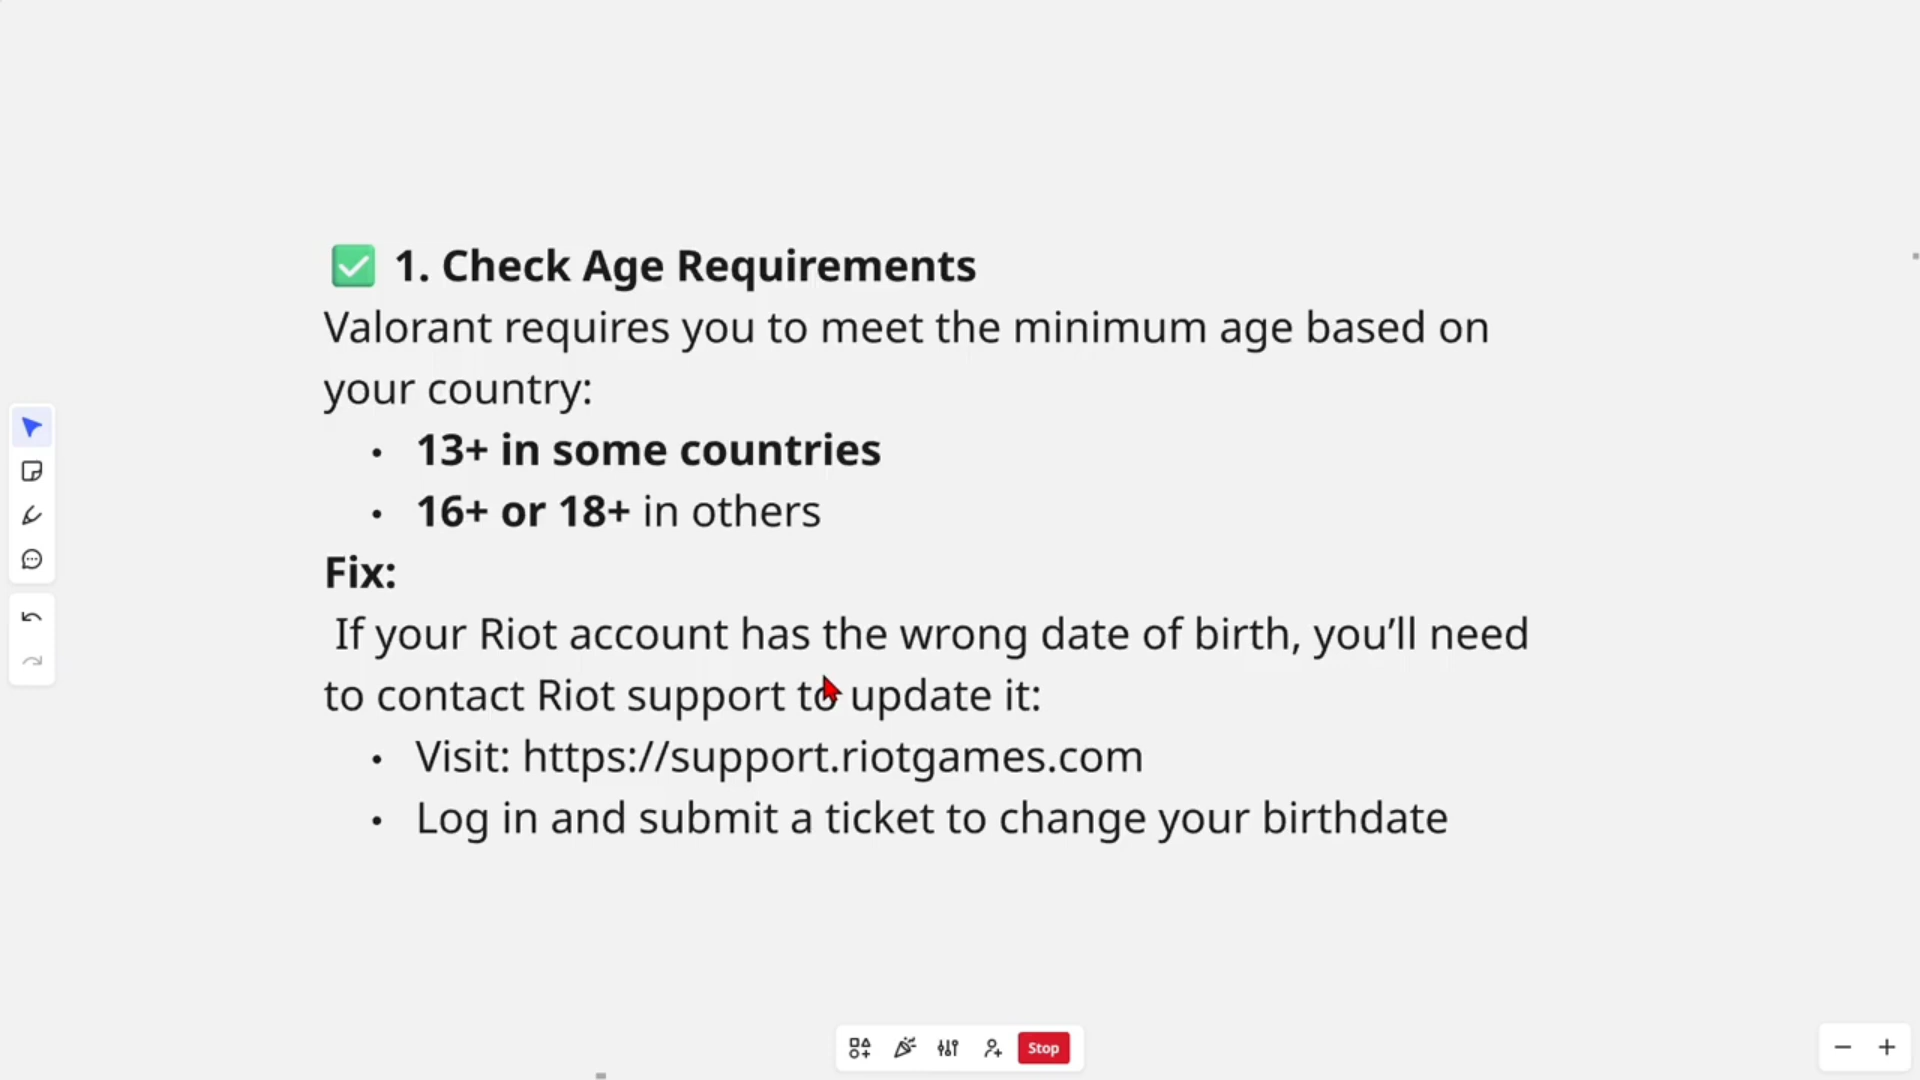 ✅ 1. Check Age Requirements
Valorant requires you to meet the minimum age based on
your country:
• 13+ in some countries
• 16+ or 18+ in others
Fix:
If your Riot account has the wrong date of birth, you’ll need
to contact Riot support to update it:
• Visit: https://support.riotgames.com
• Log in and submit a ticket to change your birthdate
Stop